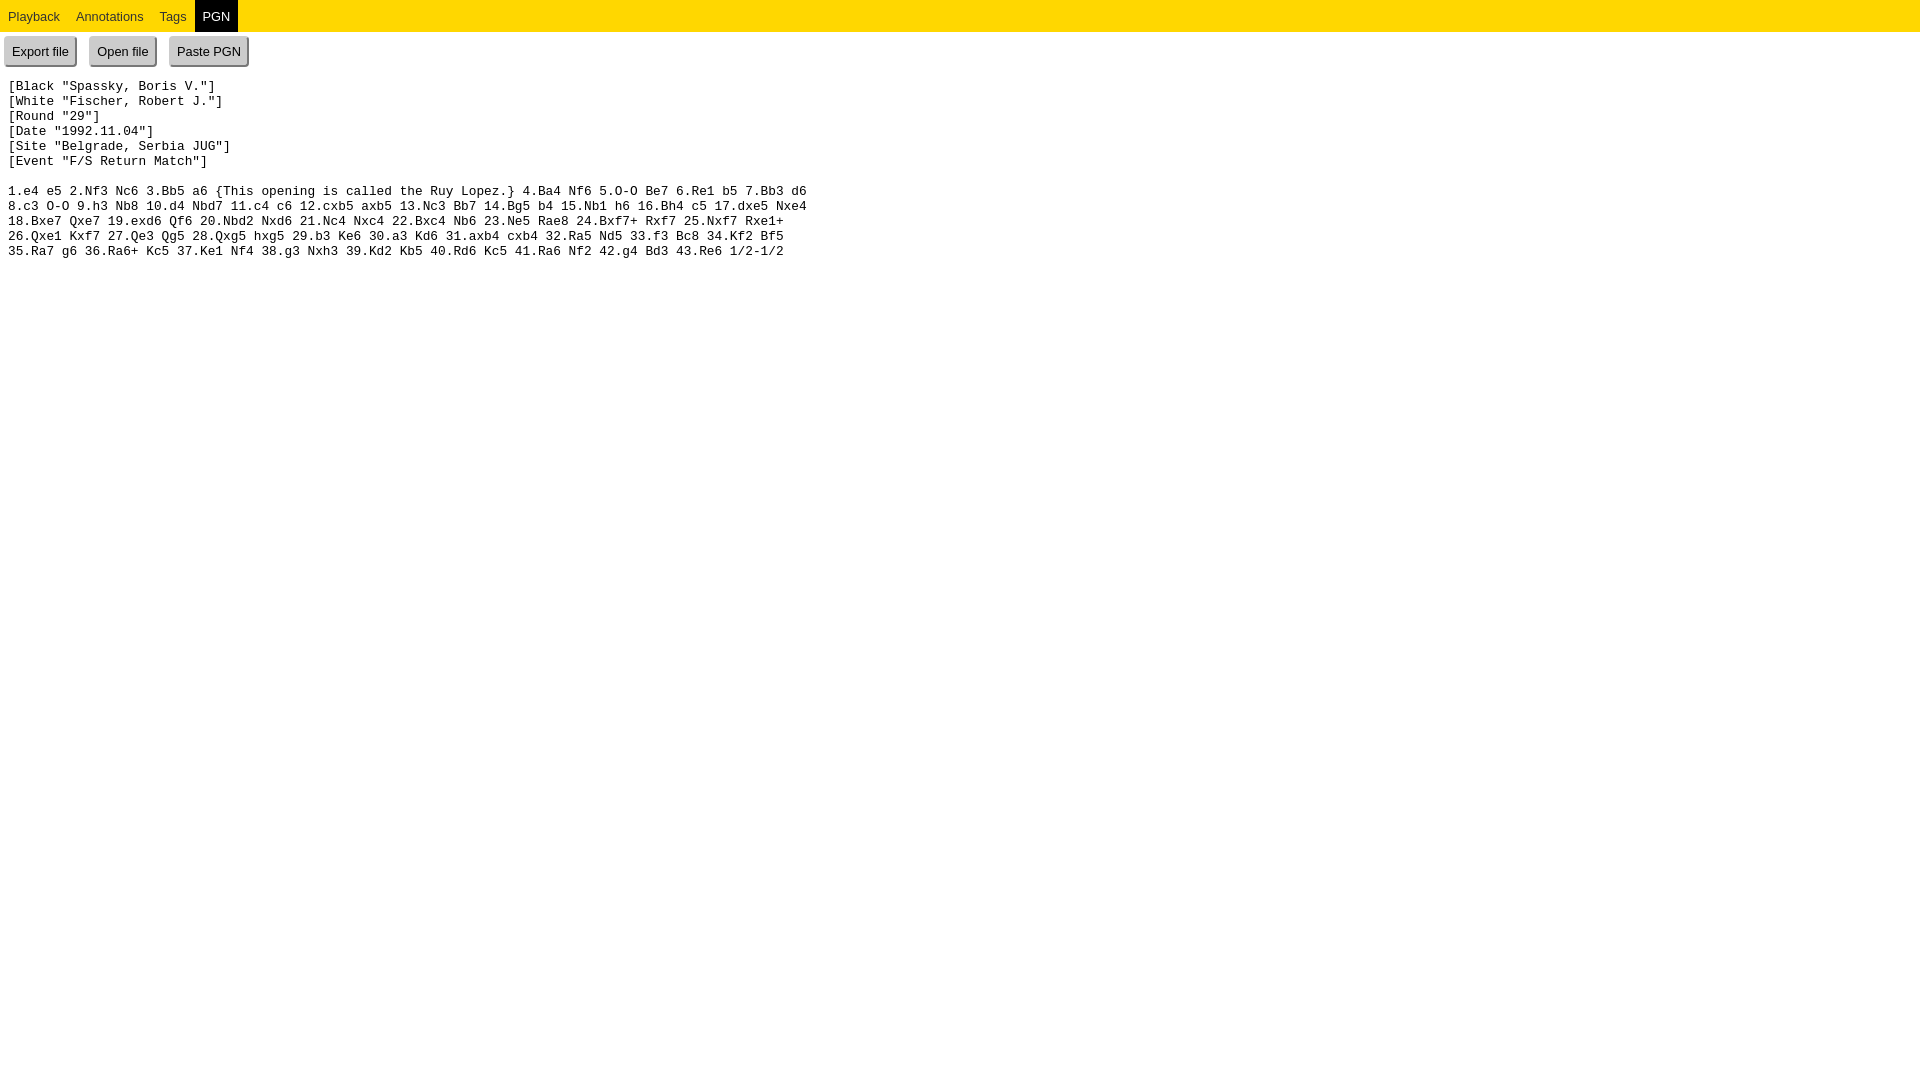 Playback Annotations Tags PGN
Export file Open file Paste PGN
[Black "Spassky, Boris V."]
[White "Fischer, Robert J."]
[Round "29"]
[Date "1992.11.04"]
[Site "Belgrade, Serbia JUG"]
[Event "F/S Return Match"]

1.e4 e5 2.Nf3 Nc6 3.Bb5 a6 {This opening is called the Ruy Lopez.} 4.Ba4 Nf6 5.O-O Be7 6.Re1 b5 7.Bb3 d6
8.c3 O-O 9.h3 Nb8 10.d4 Nbd7 11.c4 c6 12.cxb5 axb5 13.Nc3 Bb7 14.Bg5 b4 15.Nb1 h6 16.Bh4 c5 17.dxe5 Nxe4
18.Bxe7 Qxe7 19.exd6 Qf6 20.Nbd2 Nxd6 21.Nc4 Nxc4 22.Bxc4 Nb6 23.Ne5 Rae8 24.Bxf7+ Rxf7 25.Nxf7 Rxe1+
26.Qxe1 Kxf7 27.Qe3 Qg5 28.Qxg5 hxg5 29.b3 Ke6 30.a3 Kd6 31.axb4 cxb4 32.Ra5 Nd5 33.f3 Bc8 34.Kf2 Bf5
35.Ra7 g6 36.Ra6+ Kc5 37.Ke1 Nf4 38.g3 Nxh3 39.Kd2 Kb5 40.Rd6 Kc5 41.Ra6 Nf2 42.g4 Bd3 43.Re6 1/2-1/2